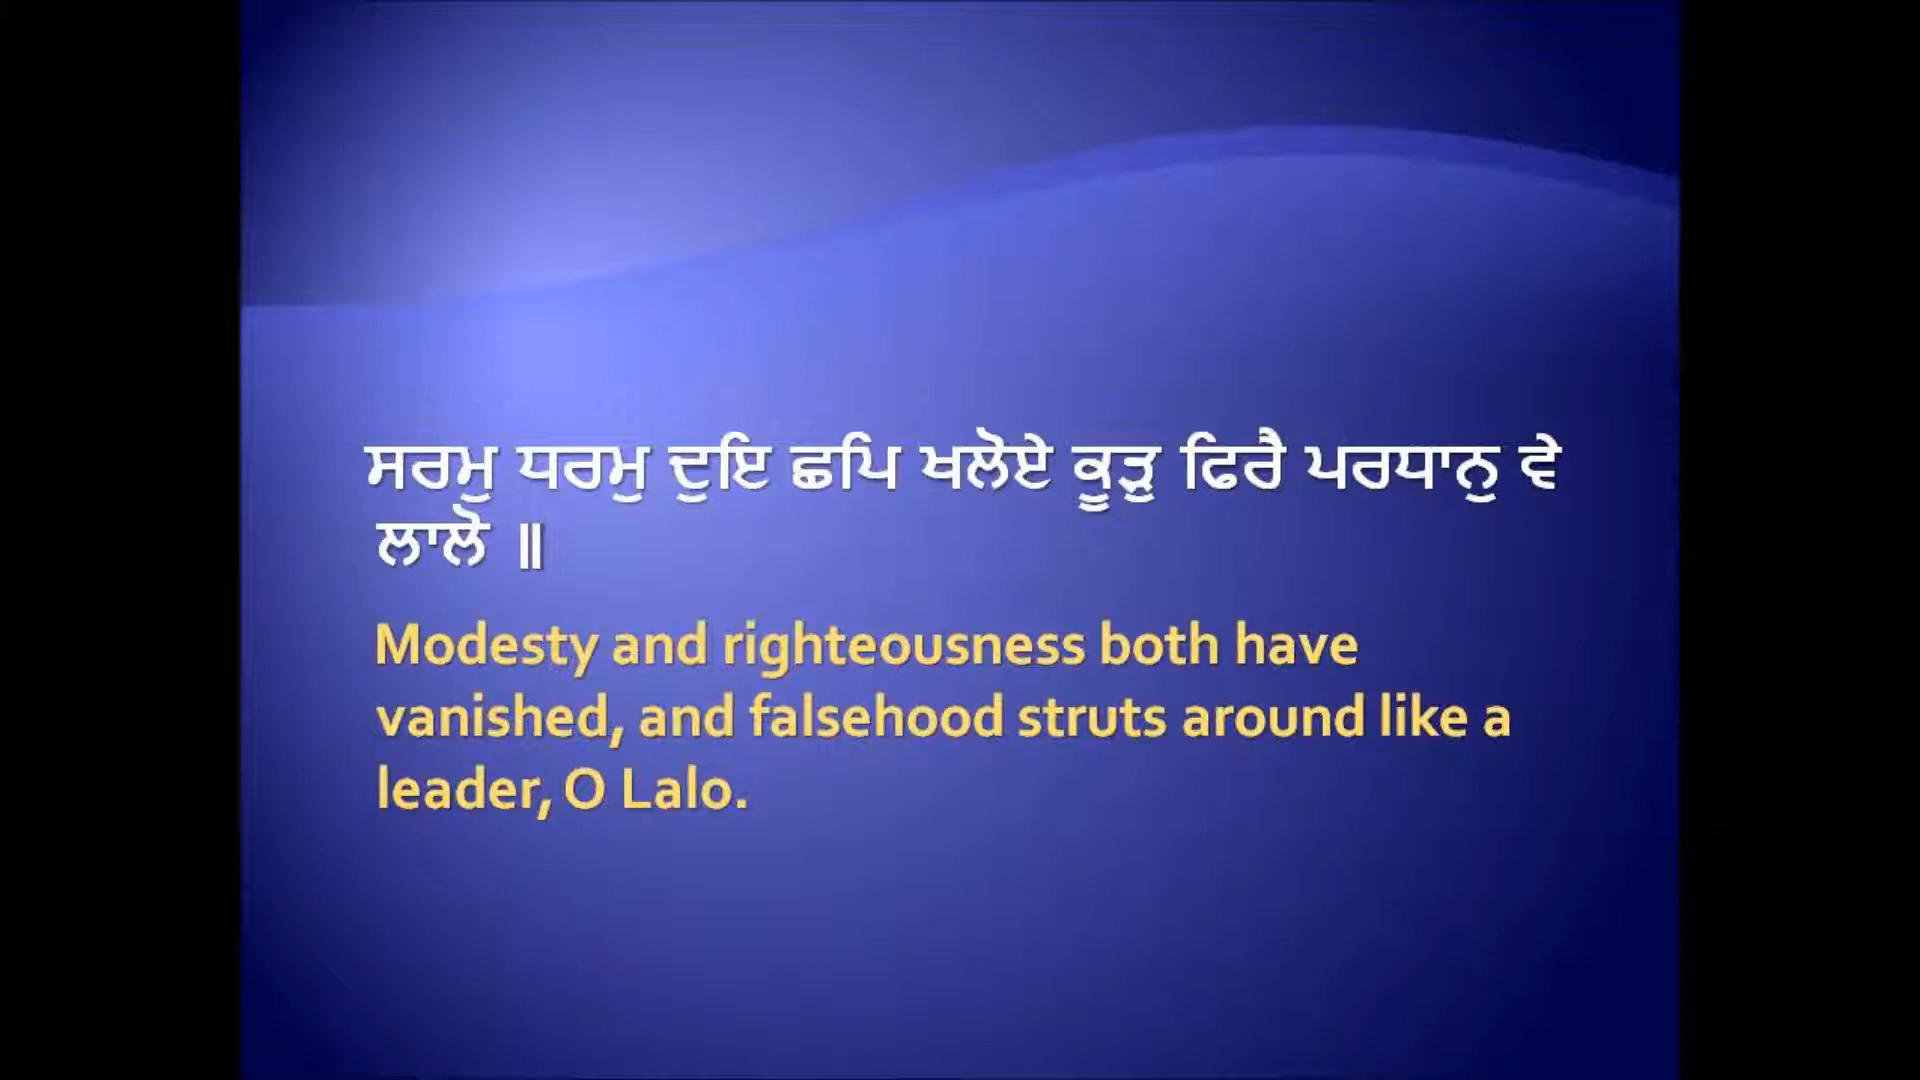 ਸਰਮੁ ਧਰਮੁ ਦੁਇ ਛਪਿ ਖਲੋਏ ਕੂੜੁ ਫਿਰੈ ਪਰਧਾਨੁ ਵੇ
ਲਾਲੋ ॥
Modesty and righteousness both have
vanished, and falsehood struts around like a
leader, O Lalo.